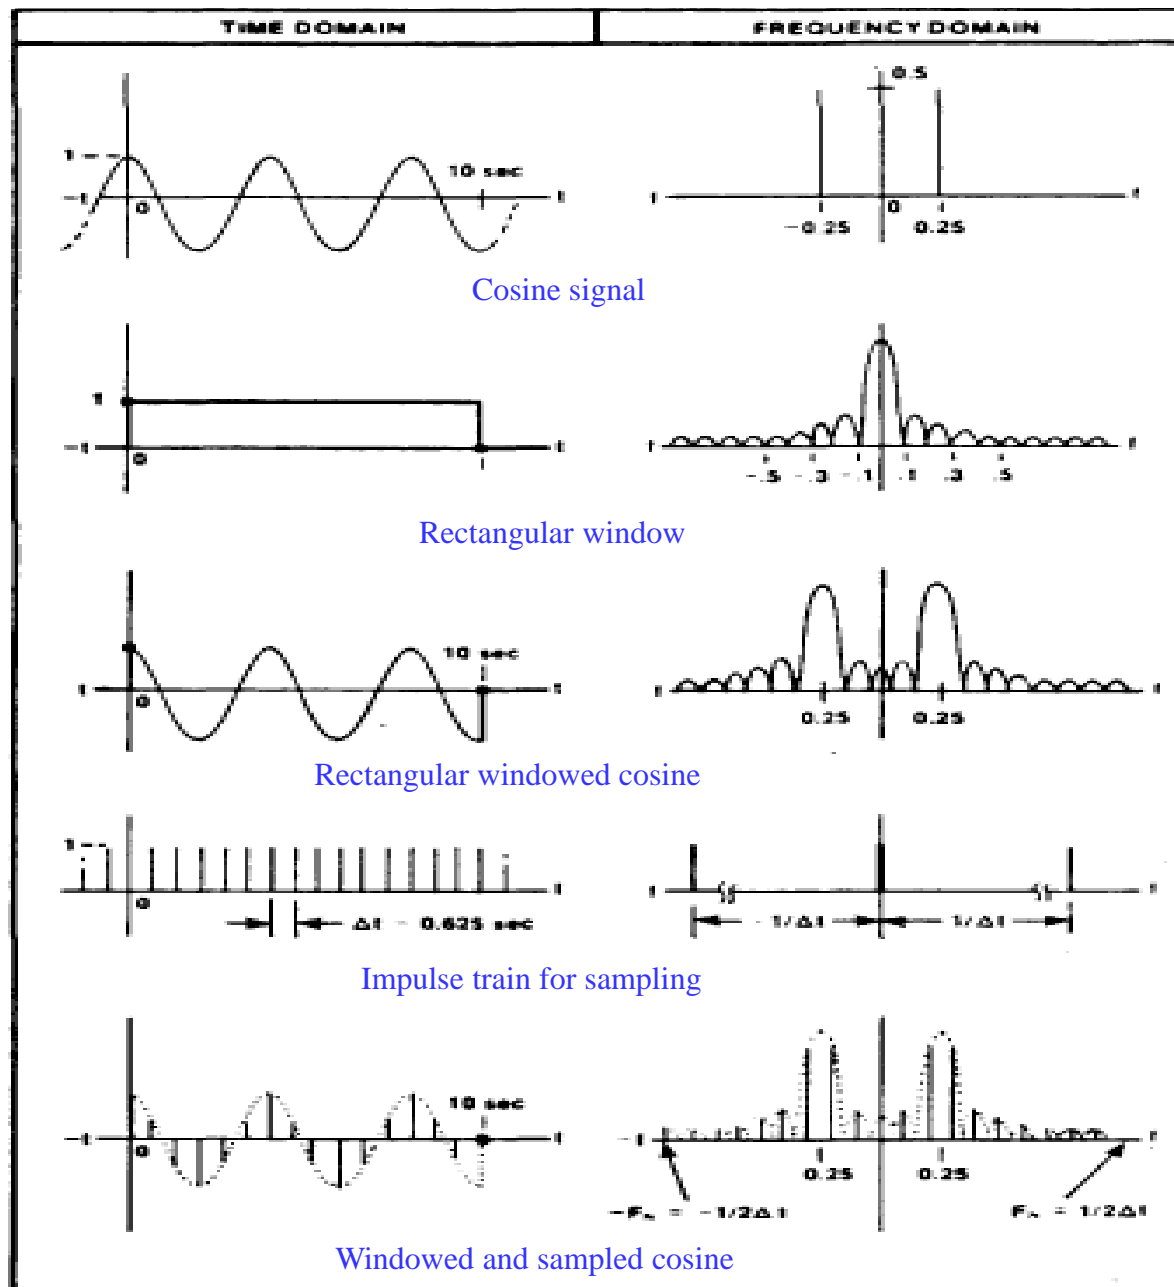 TIME DOMAIN
FREQUENCY DOMAIN
1
10 sec
-t
0
t
0.5
f
f
-0.25
0
0.25
Cosine signal
1
-t
0
t
f
f
-.5 -.3 -.1 .1 .3 .5
Rectangular window
10 sec
-t
0
t
f
f
0.25
0.25
Rectangular windowed cosine
1
0
t
Δt - 0.625 sec
f
f
-1/Δt
1/Δt
Impulse train for sampling
10 sec
-t
0
t
-f
f
0.25
0.25
= -1/2Δt
= 1/2Δt
Windowed and sampled cosine